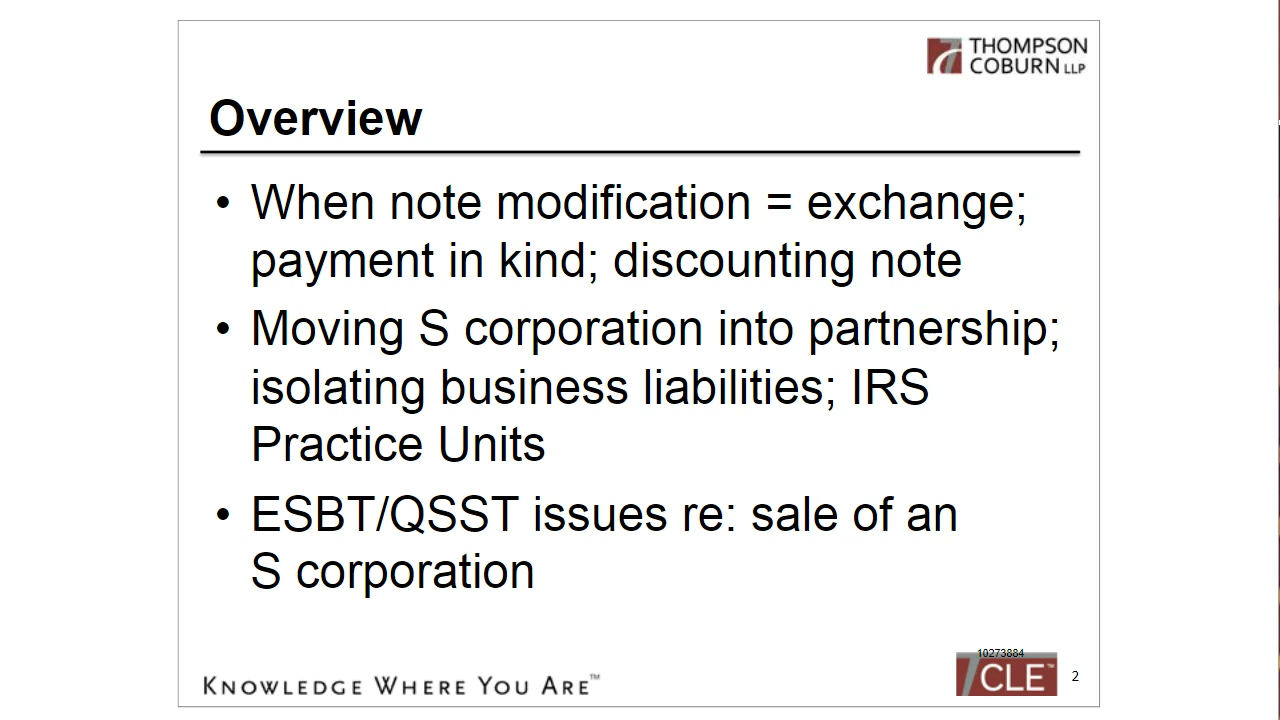 THOMPSON
COBURN LLP
Overview
• When note modification = exchange;
payment in kind; discounting note
• Moving S corporation into partnership;
isolating business liabilities; IRS
Practice Units
• ESBT/QSST issues re: sale of an
S corporation
KNOWLEDGE WHERE YOU ARE™
10273884
TCLE™
2